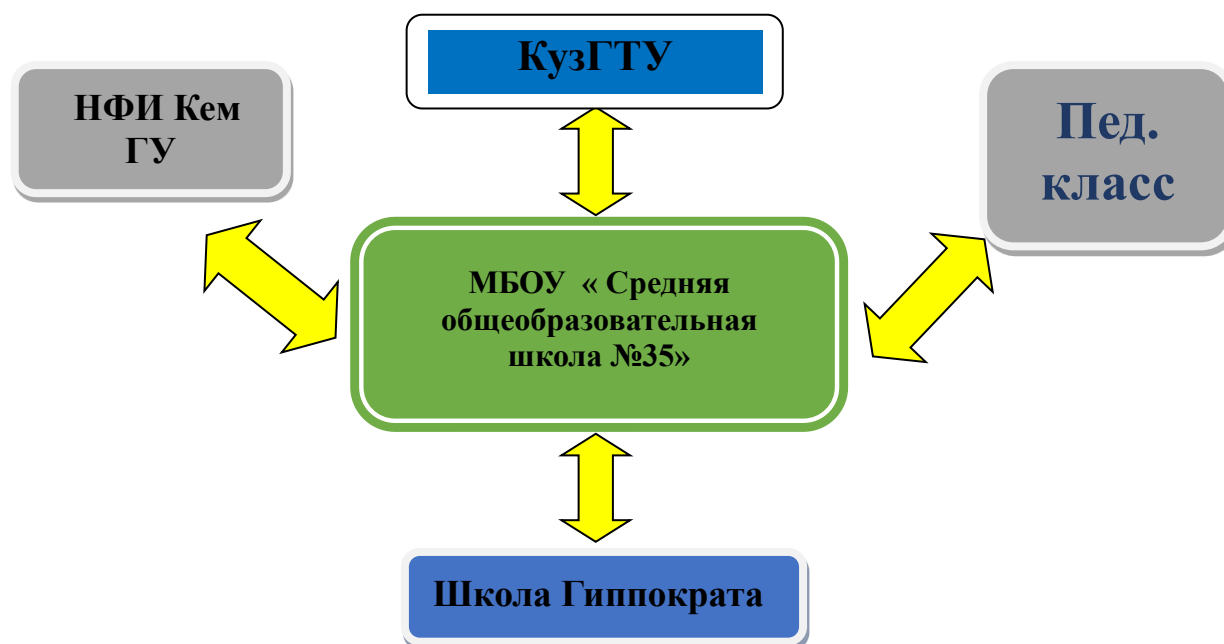 КузГТУ
НФИ Кем
ГУ
Пед.
класс
МБОУ « Средняя
общеобразовательная
школа №35»
Школа Гиппократа